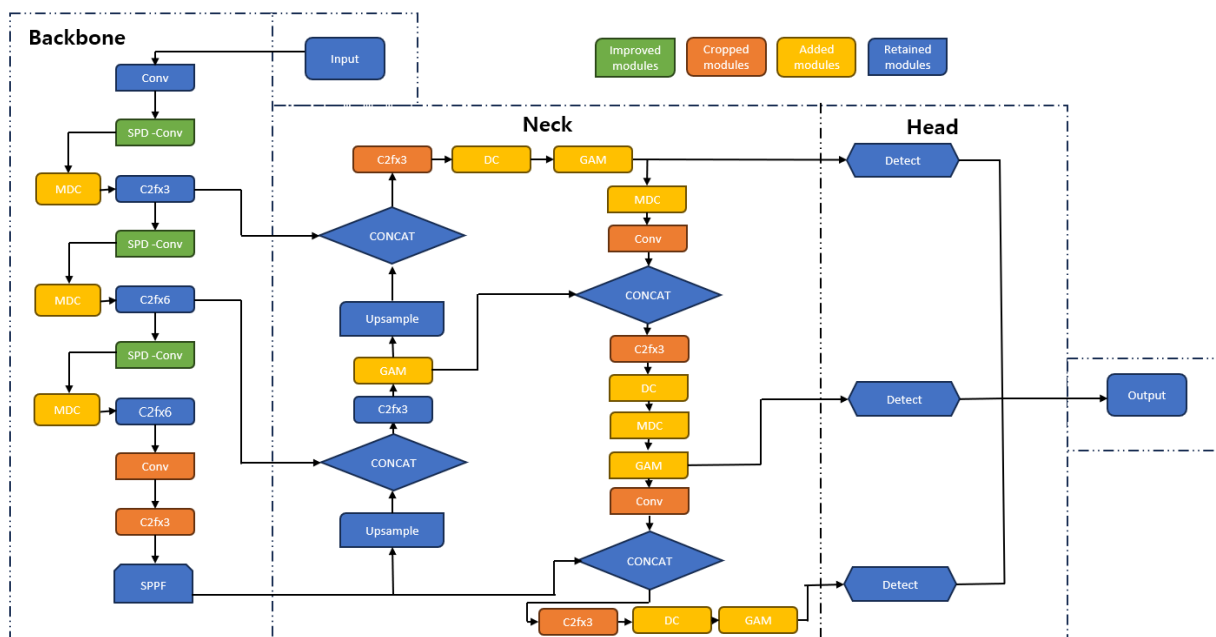 Backbone
Input
Improved
modules
Cropped
modules
Added
modules
Retained
modules
Conv
SPD -Conv
MDC
C2fx3
SPD -Conv
MDC
C2fx6
SPD -Conv
MDC
C2fx6
Conv
C2fx3
SPPF
Neck
C2fx3
DC
GAM
CONCAT
Upsample
GAM
C2fx3
CONCAT
Upsample
MDC
Conv
CONCAT
C2fx3
DC
MDC
GAM
Conv
CONCAT
C2fx3
DC
GAM
Head
Detect
Detect
Detect
Output